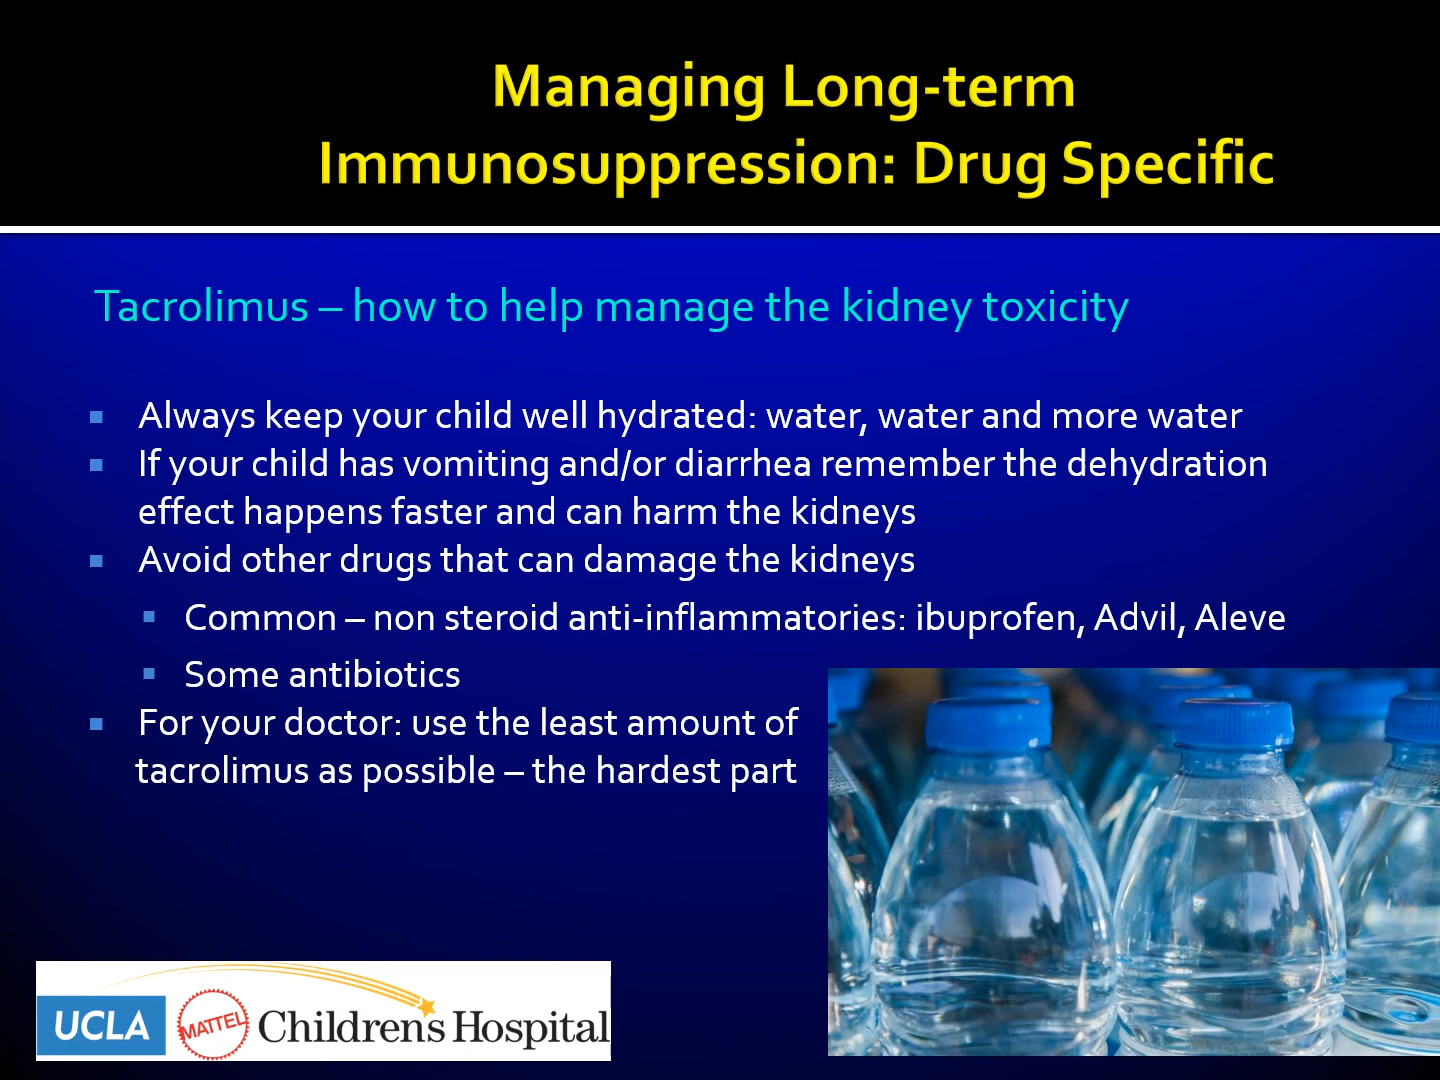 Managing Long-term
Immunosuppression: Drug Specific
Tacrolimus – how to help manage the kidney toxicity
Always keep your child well hydrated: water, water and more water
If your child has vomiting and/or diarrhea remember the dehydration
effect happens faster and can harm the kidneys
Avoid other drugs that can damage the kidneys
Common – non steroid anti-inflammatories: ibuprofen, Advil, Aleve
Some antibiotics
For your doctor: use the least amount of
tacrolimus as possible – the hardest part
UCLA MATTEL Children's Hospital